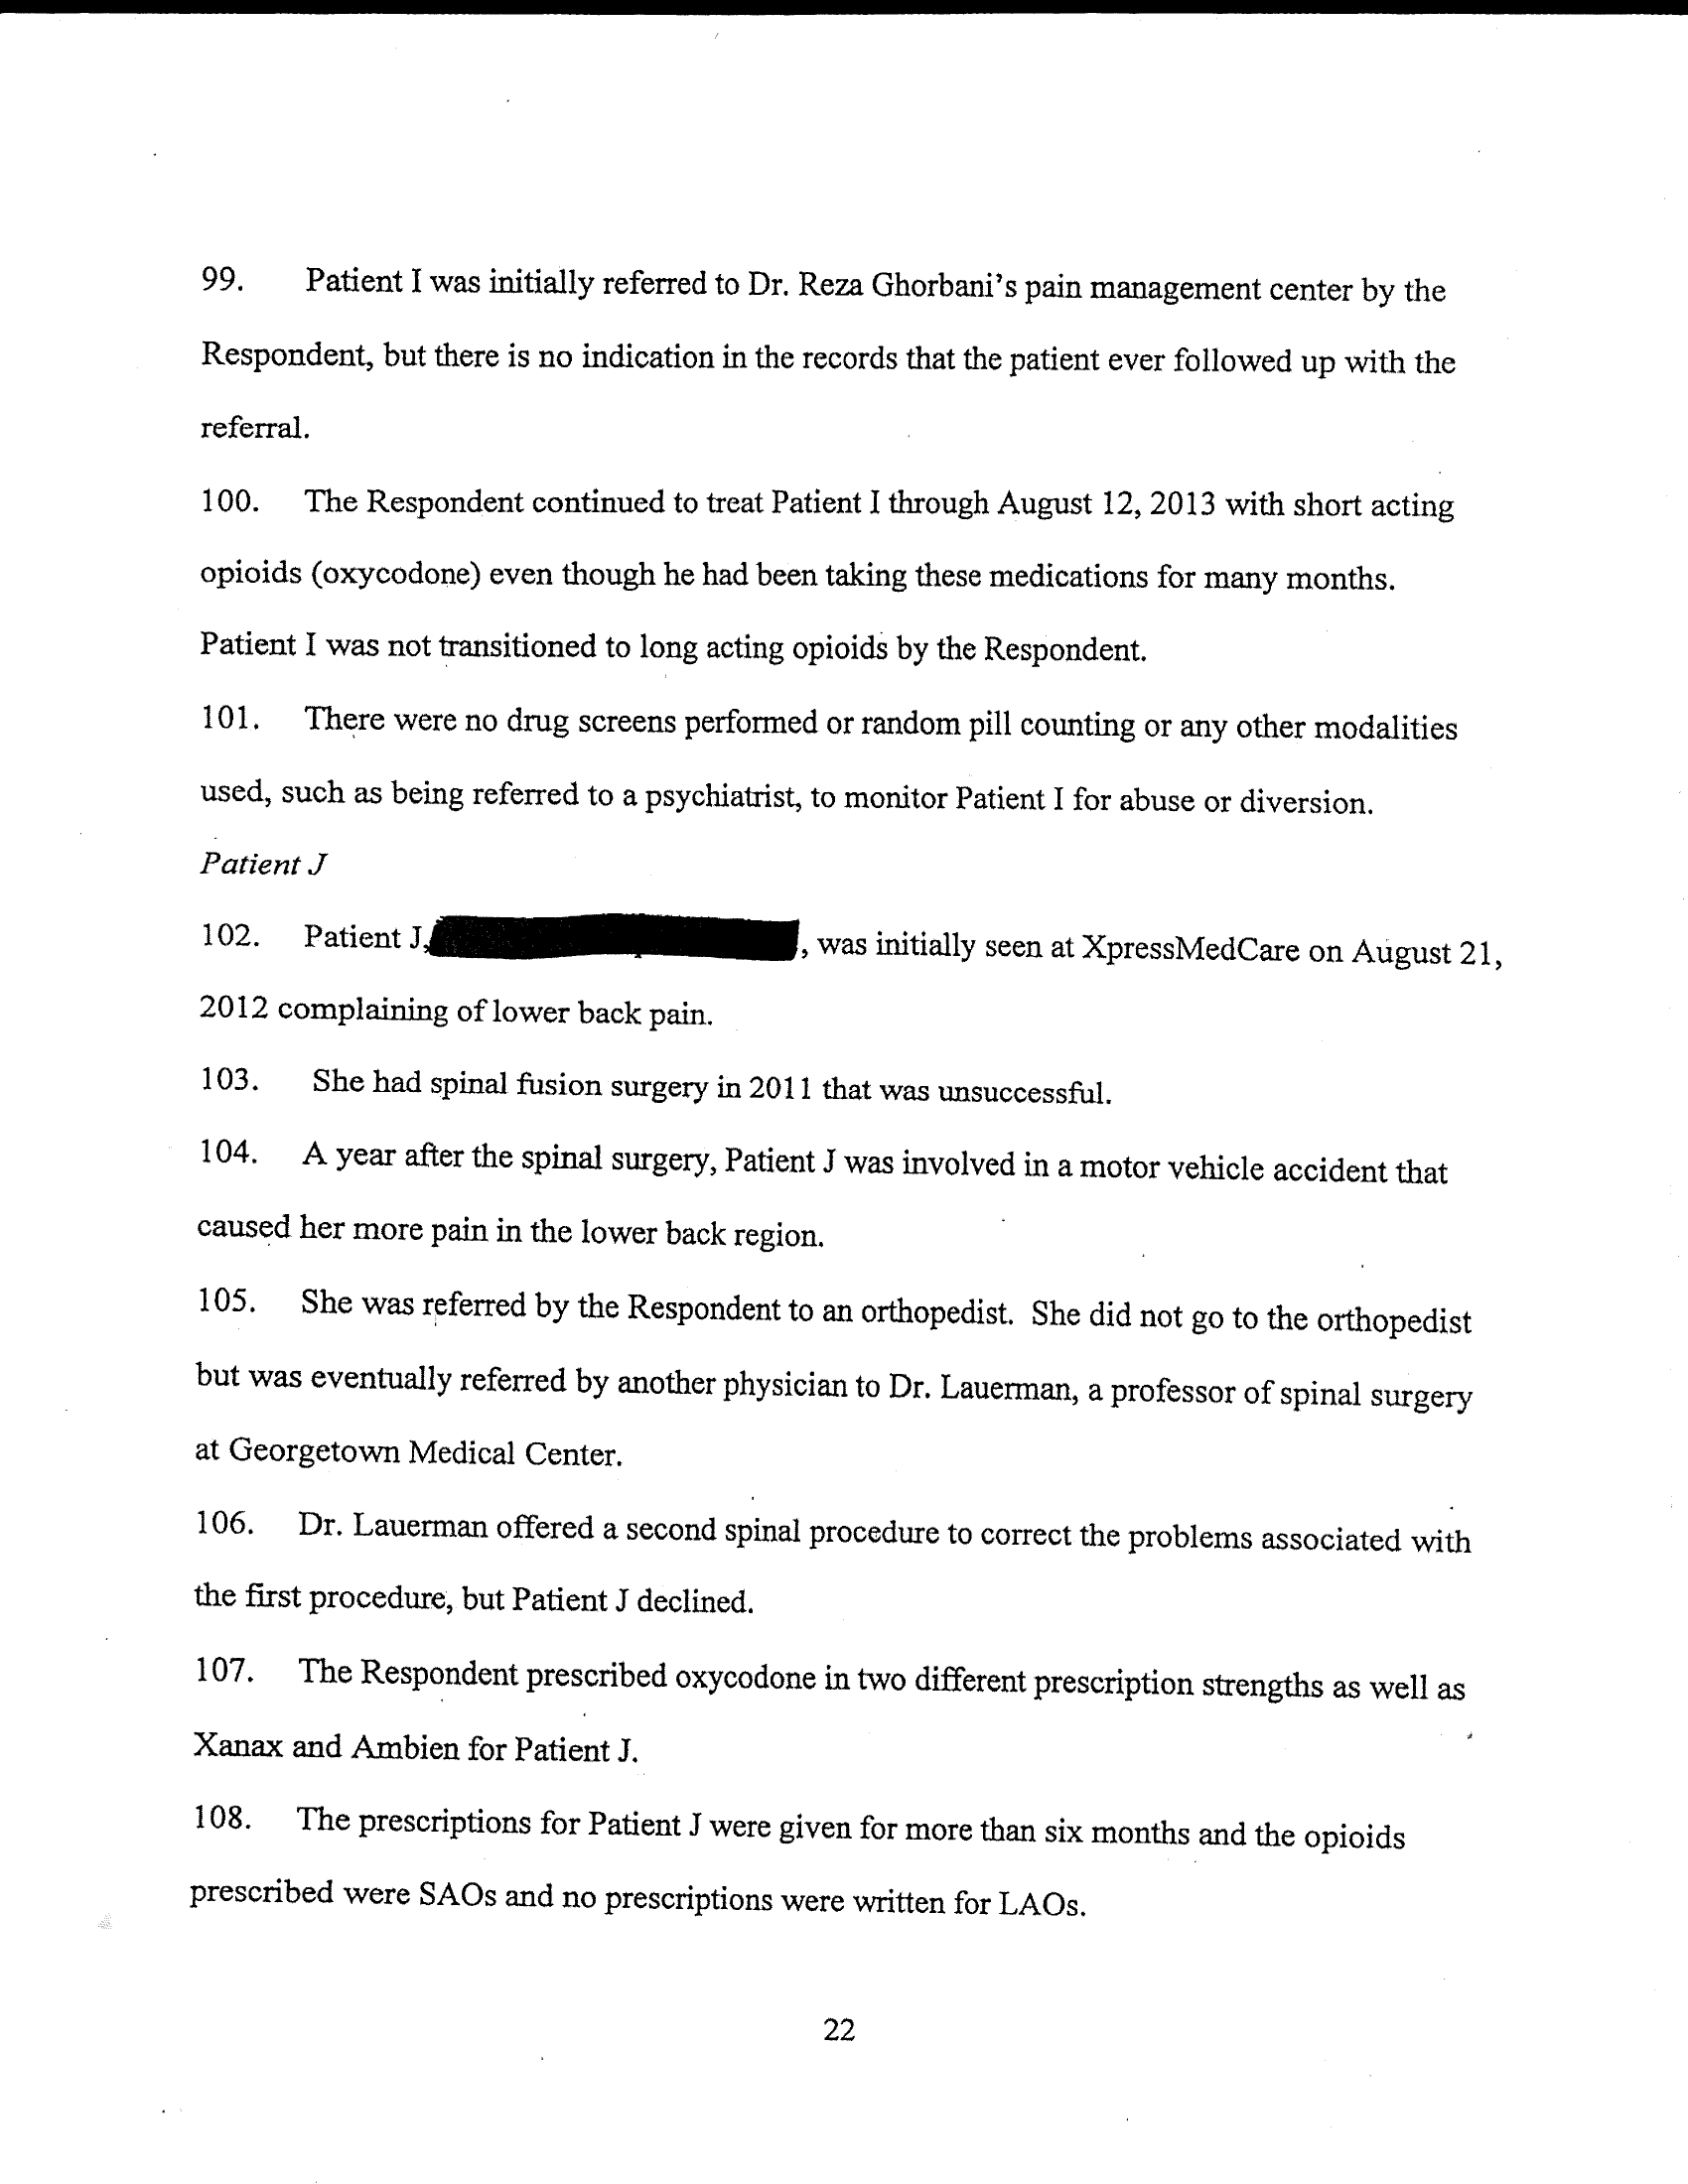 99. Patient I was initially referred to Dr. Reza Ghorbani's pain management center by the
Respondent, but there is no indication in the records that the patient ever followed up with the
referral.
100. The Respondent continued to treat Patient I through August 12, 2013 with short acting
opioids (oxycodone) even though he had been taking these medications for many months.
Patient I was not transitioned to long acting opioids by the Respondent.
101. There were no drug screens performed or random pill counting or any other modalities
used, such as being referred to a psychiatrist, to monitor Patient I for abuse or diversion.
Patient J
102. Patient J, , was initially seen at XpressMedCare on August 21,
2012 complaining of lower back pain.
103. She had spinal fusion surgery in 2011 that was unsuccessful.
104. A year after the spinal surgery, Patient J was involved in a motor vehicle accident that
caused her more pain in the lower back region.
105. She was referred by the Respondent to an orthopedist. She did not go to the orthopedist
but was eventually referred by another physician to Dr. Lauerman, a professor of spinal surgery
at Georgetown Medical Center.
106. Dr. Lauerman offered a second spinal procedure to correct the problems associated with
the first procedure, but Patient J declined.
107. The Respondent prescribed oxycodone in two different prescription strengths as well as
Xanax and Ambien for Patient J.
108. The prescriptions for Patient J were given for more than six months and the opioids
prescribed were SAOs and no prescriptions were written for LAOs.
22